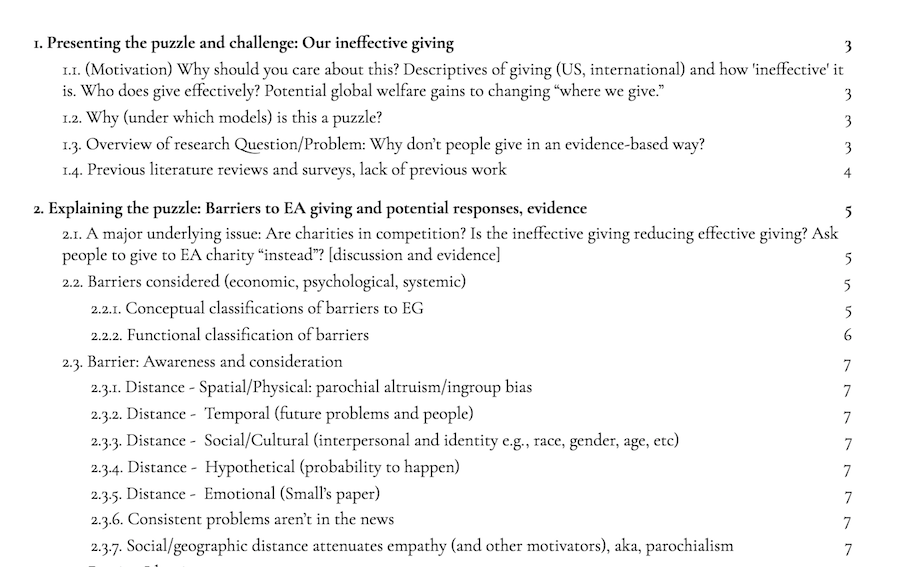 1. Presenting the puzzle and challenge: Our ineffective giving 3
1.1. (Motivation) Why should you care about this? Descriptives of giving (US, international) and how 'ineffective' it
is. Who does give effectively? Potential global welfare gains to changing “where we give.” 3
1.2. Why (under which models) is this a puzzle? 3
1.3. Overview of research Question/Problem: Why don’t people give in an evidence-based way? 3
1.4. Previous literature reviews and surveys, lack of previous work 4
2. Explaining the puzzle: Barriers to EA giving and potential responses, evidence 5
2.1. A major underlying issue: Are charities in competition? Is the ineffective giving reducing effective giving? Ask
people to give to EA charity “instead”? [discussion and evidence] 5
2.2. Barriers considered (economic, psychological, systemic) 5
2.2.1. Conceptual classifications of barriers to EG 5
2.2.2. Functional classification of barriers 6
2.3. Barrier: Awareness and consideration 7
2.3.1. Distance - Spatial/Physical: parochial altruism/ingroup bias 7
2.3.2. Distance - Temporal (future problems and people) 7
2.3.3. Distance - Social/Cultural (interpersonal and identity e.g., race, gender, age, etc) 7
2.3.4. Distance - Hypothetical (probability to happen) 7
2.3.5. Distance - Emotional (Small’s paper) 7
2.3.6. Consistent problems aren’t in the news 7
2.3.7. Social/geographic distance attenuates empathy (and other motivators), aka, parochialism 7